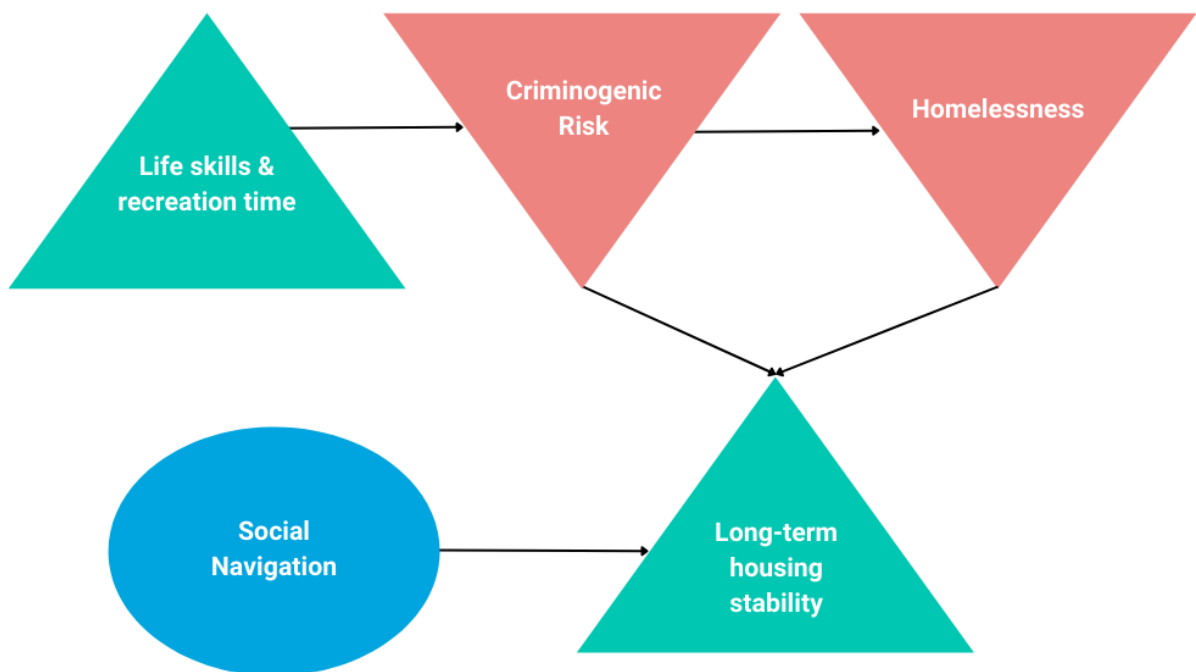 Life skills &
recreation time
Criminogenic
Risk
Homelessness
Social
Navigation
Long-term
housing
stability